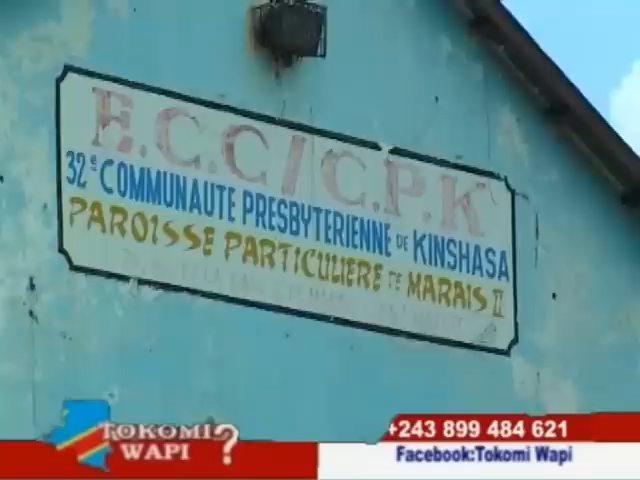 E.C.C/C.P.K
32e COMMUNAUTE PRESBYTERIENNE DE KINSHASA
PAROISSE PARTICULIERE DE MARAIS II
TOKOMI WAPI ?
+243 899 484 621
Facebook:Tokomi Wapi